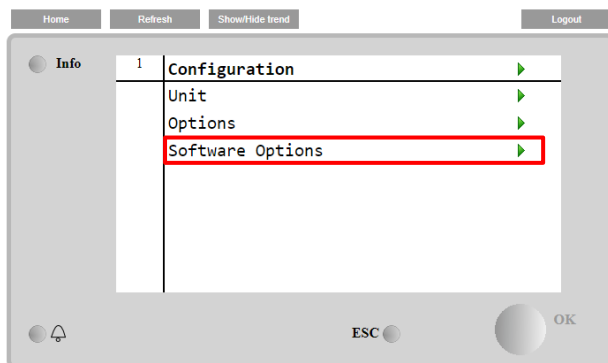 Home Refresh Show/Hide trend Logout
Info
1 Configuration
Unit
Options
Software Options
ESC OK